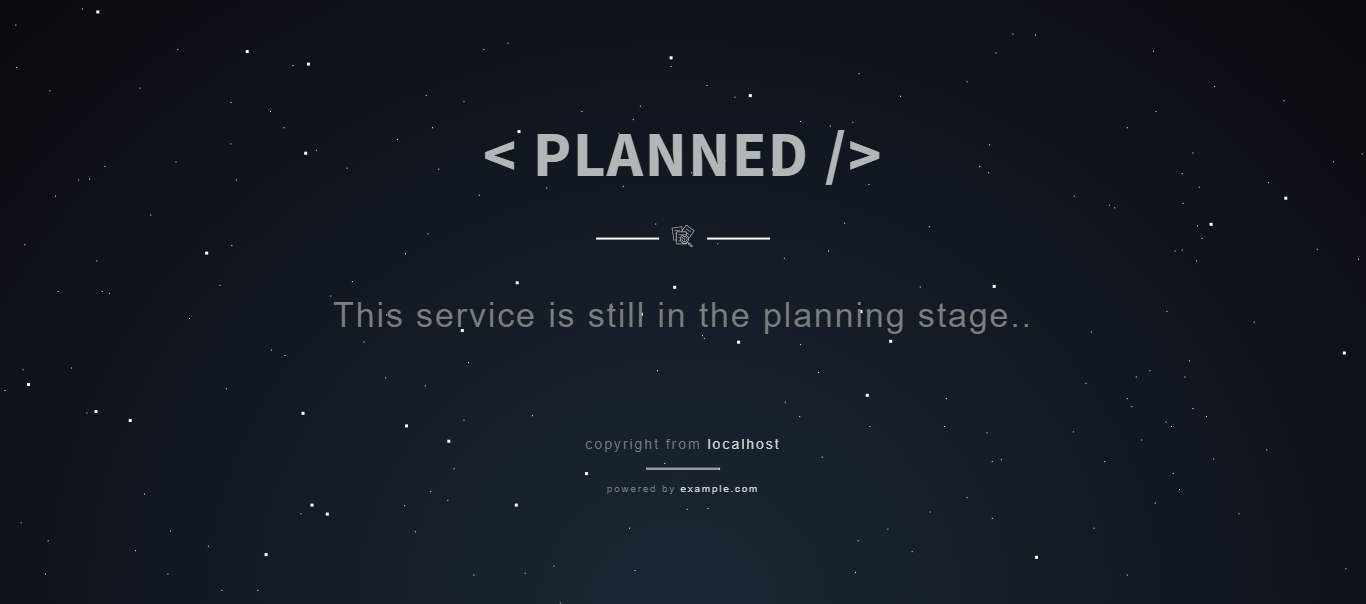 < PLANNED />
This service is still in the planning stage..
copyright from localhost
powered by example.com